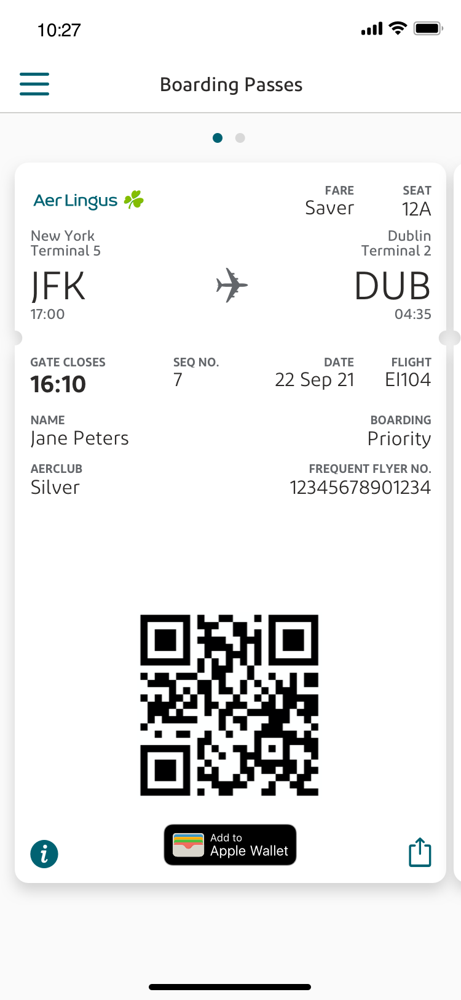 10:27
Boarding Passes
Aer Lingus
FARE SEAT
Saver 12A
New York Dublin
Terminal 5 Terminal 2
JFK DUB
17:00 04:35
GATE CLOSES SEQ NO. DATE FLIGHT
16:10 7 22 Sep 21 EI104
NAME BOARDING
Jane Peters Priority
AERCLUB FREQUENT FLYER NO.
Silver 12345678901234
i
Add to
Apple Wallet